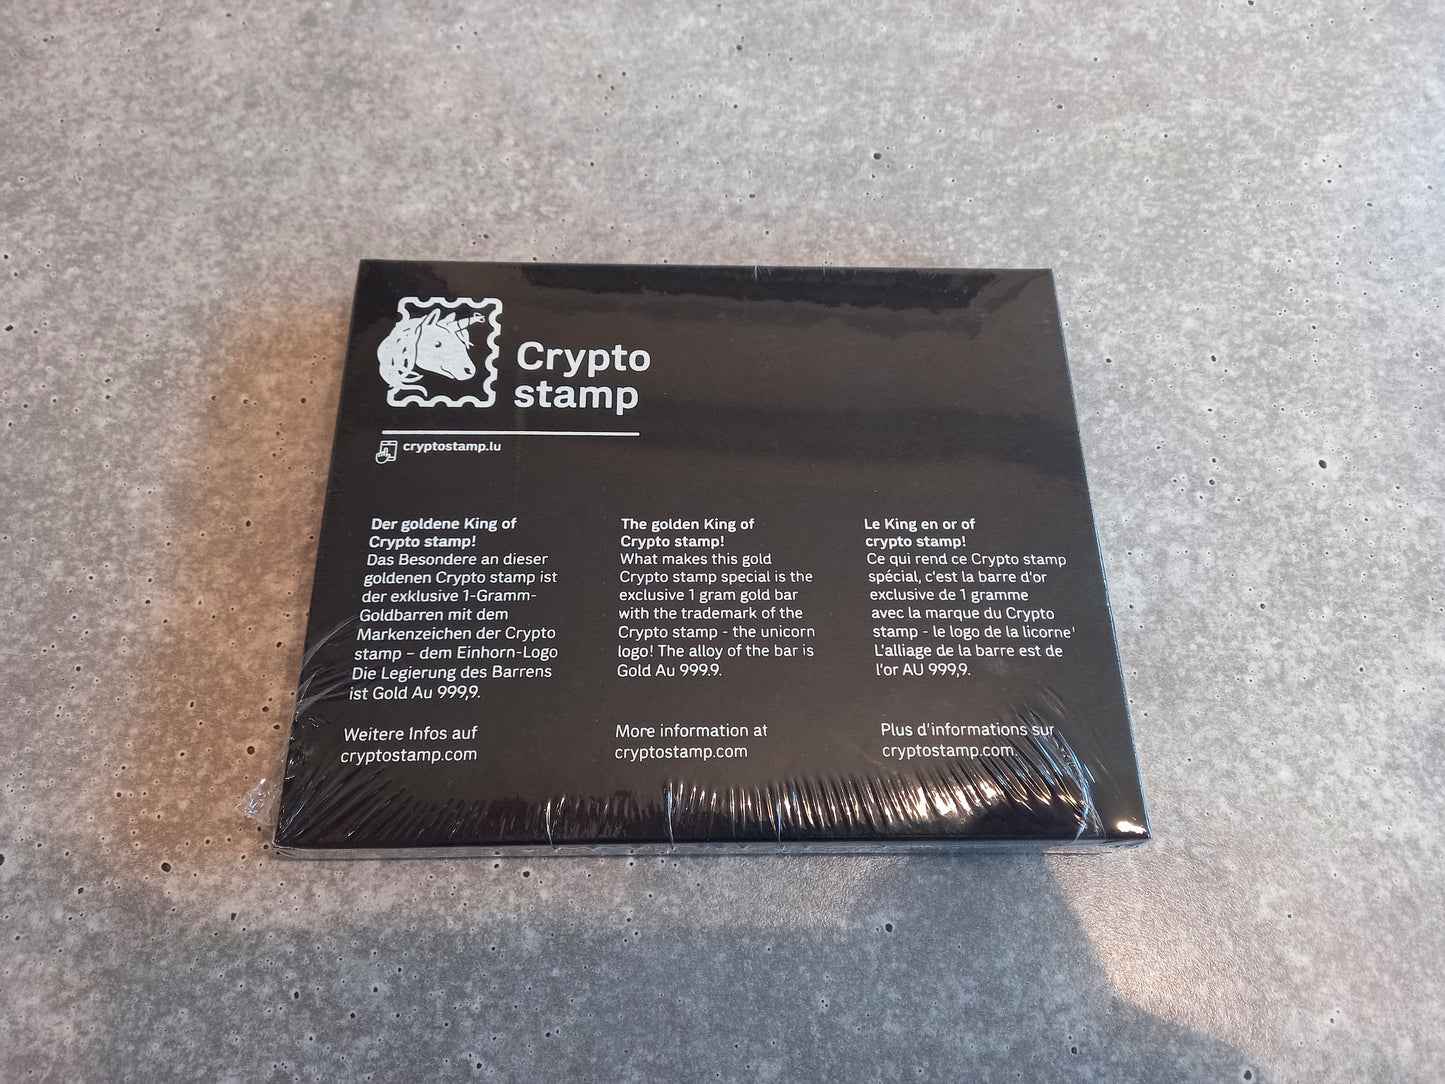 Crypto
stamp
cryptostamp.lu
Der goldene King of
Crypto stamp!
Das Besondere an dieser
goldenen Crypto stamp ist
der exklusive 1-Gramm-
Goldbarren mit dem
Markenzeichen der Crypto
stamp – dem Einhorn-Logo
Die Legierung des Barrens
ist Gold Au 999,9.
Weitere Infos auf
cryptostamp.com
The golden King of
Crypto stamp!
What makes this gold
Crypto stamp special is the
exclusive 1 gram gold bar
with the trademark of the
Crypto stamp - the unicorn
logo! The alloy of the bar is
Gold Au 999.9.
More information at
cryptostamp.com
Le King en or of
crypto stamp!
Ce qui rend ce Crypto stamp
spécial, c'est la barre d'or
exclusive de 1 gramme
avec la marque du Crypto
stamp - le logo de la licorne!
L'alliage de la barre est de
l'or AU 999,9.
Plus d'informations sur
cryptostamp.com.